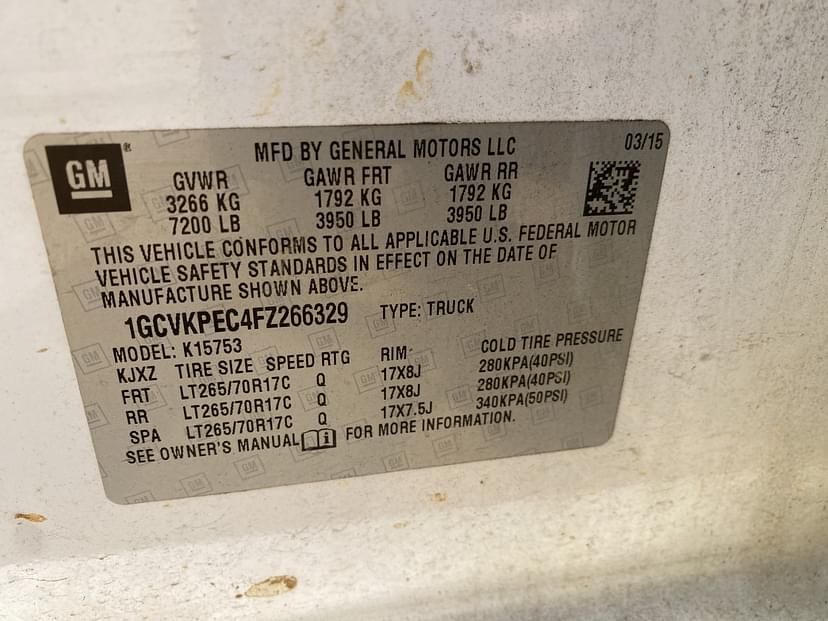 GM ® MFD BY GENERAL MOTORS LLC 03/15
GVWR GAWR FRT GAWR RR
3266 KG 1792 KG 1792 KG
7200 LB 3950 LB 3950 LB
THIS VEHICLE CONFORMS TO ALL APPLICABLE U.S. FEDERAL MOTOR
VEHICLE SAFETY STANDARDS IN EFFECT ON THE DATE OF
MANUFACTURE SHOWN ABOVE.
1GCVKPEC4FZ266329 TYPE: TRUCK
MODEL: K15753
KJXZ TIRE SIZE SPEED RTG RIM COLD TIRE PRESSURE
FRT LT265/70R17C Q 17X8J 280KPA(40PSI)
RR LT265/70R17C Q 17X8J 280KPA(40PSI)
SPA LT265/70R17C Q 17X7.5J 340KPA(50PSI)
SEE OWNER'S MANUAL FOR MORE INFORMATION.